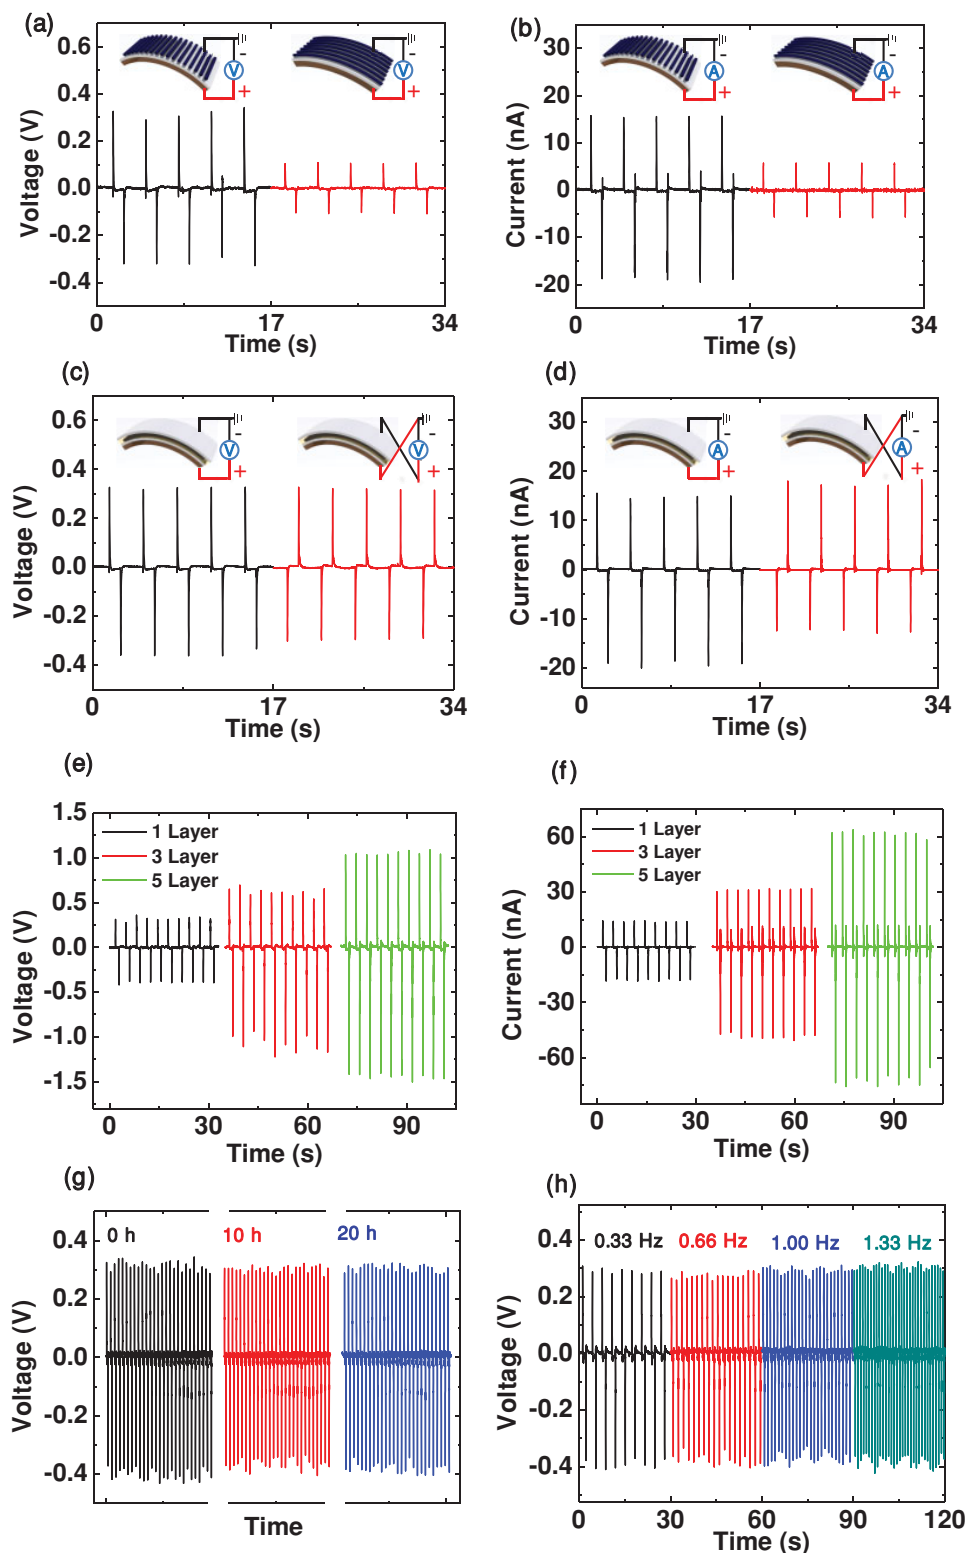 (a)
0.6
0.4
0.2
0.0
-0.2
-0.4
Voltage (V)
V
-
+
V
-
+
0
17
34
Time (s)
(b)
30
20
10
0
-10
-20
Current (nA)
A
-
+
A
-
+
0
17
34
Time (s)
(c)
0.6
0.4
0.2
0.0
-0.2
-0.4
Voltage (V)
V
-
+
V
-
+
0
17
34
Time (s)
(d)
30
20
10
0
-10
-20
Current (nA)
A
-
+
A
-
+
0
17
34
Time (s)
(e)
1.5
1.0
0.5
0.0
-0.5
-1.0
-1.5
Voltage (V)
1 Layer
3 Layer
5 Layer
0
30
60
90
Time (s)
(f)
60
30
0
-30
-60
Current (nA)
1 Layer
3 Layer
5 Layer
0
30
60
90
Time (s)
(g)
0.4
0.2
0.0
-0.2
-0.4
Voltage (V)
0 h
10 h
20 h
Time
(h)
0.4
0.2
0.0
-0.2
-0.4
Voltage (V)
0.33 Hz
0.66 Hz
1.00 Hz
1.33 Hz
0
30
60
90
120
Time (s)